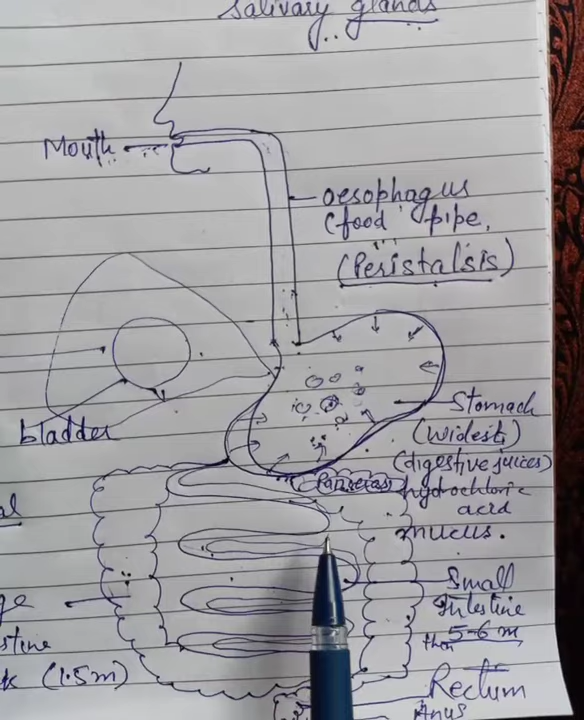 Salivary glands
Mouth
oesophagus
(food pipe,
(Peristalsis)
bladder
Stomach
(widest)
(digestive juices)
Pancreas
hydrochloric
acid
mucus.
Small
Intestine
5-6 m
(1.5m)
Rectum
Anus